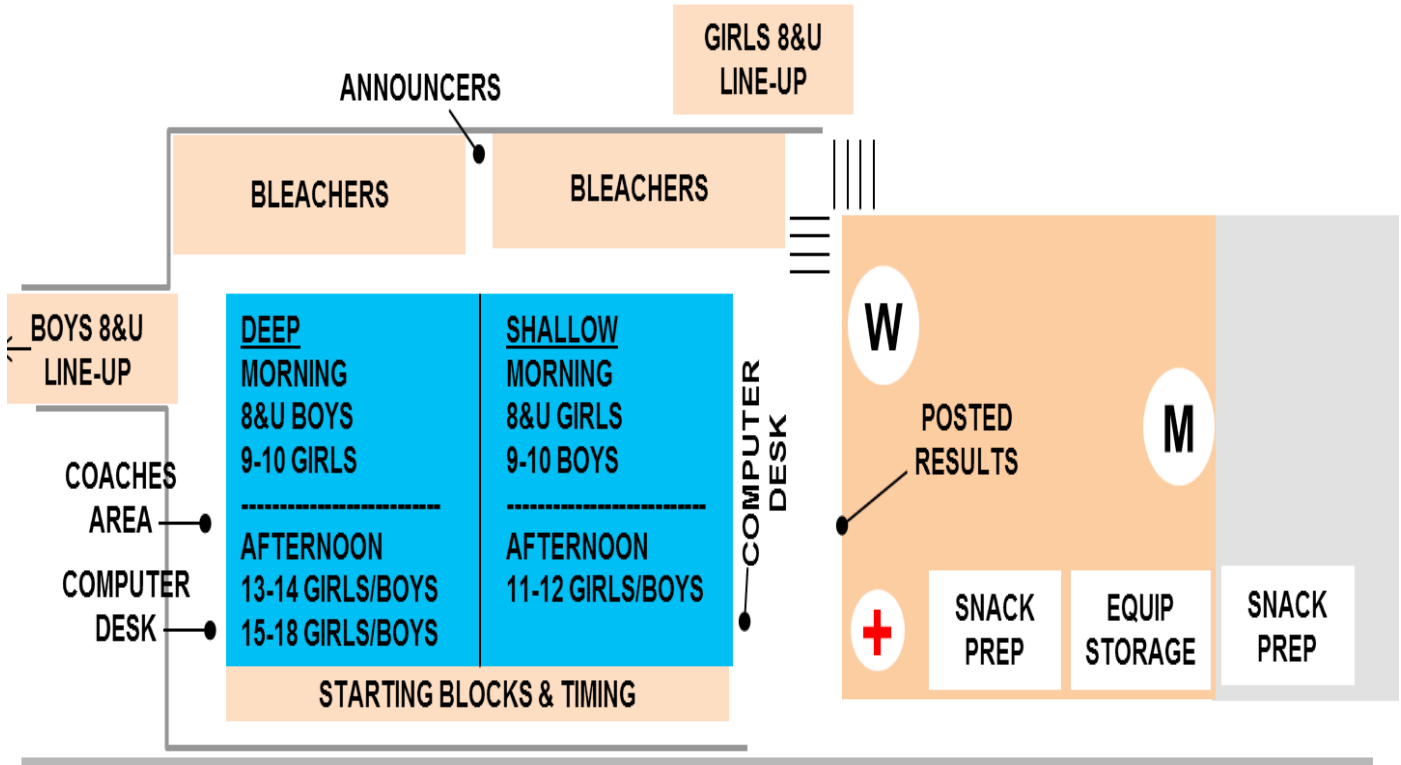 GIRLS 8&U
LINE-UP
ANNOUNCERS
BLEACHERS
BLEACHERS
BOYS 8&U
LINE-UP
DEEP
MORNING
8&U BOYS
9-10 GIRLS
---------------------------
AFTERNOON
13-14 GIRLS/BOYS
15-18 GIRLS/BOYS
SHALLOW
MORNING
8&U GIRLS
9-10 BOYS
---------------------------
AFTERNOON
11-12 GIRLS/BOYS
COACHES
AREA
COMPUTER
DESK
COMPUTER
DESK
STARTING BLOCKS & TIMING
W
M
POSTED
RESULTS
+
SNACK
PREP
EQUIP
STORAGE
SNACK
PREP